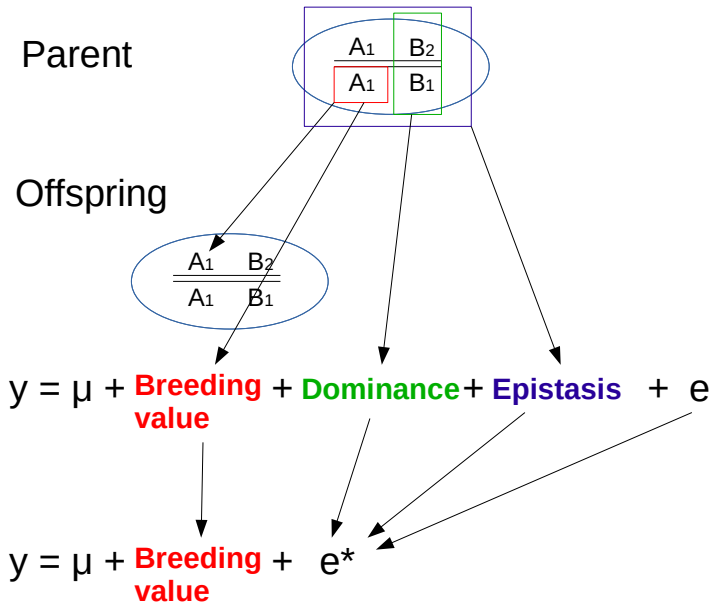 Parent
A1 B2
A1 B1
Offspring
A1 B2
A1 B1
y = μ + Breeding value + Dominance + Epistasis + e
y = μ + Breeding value + e*